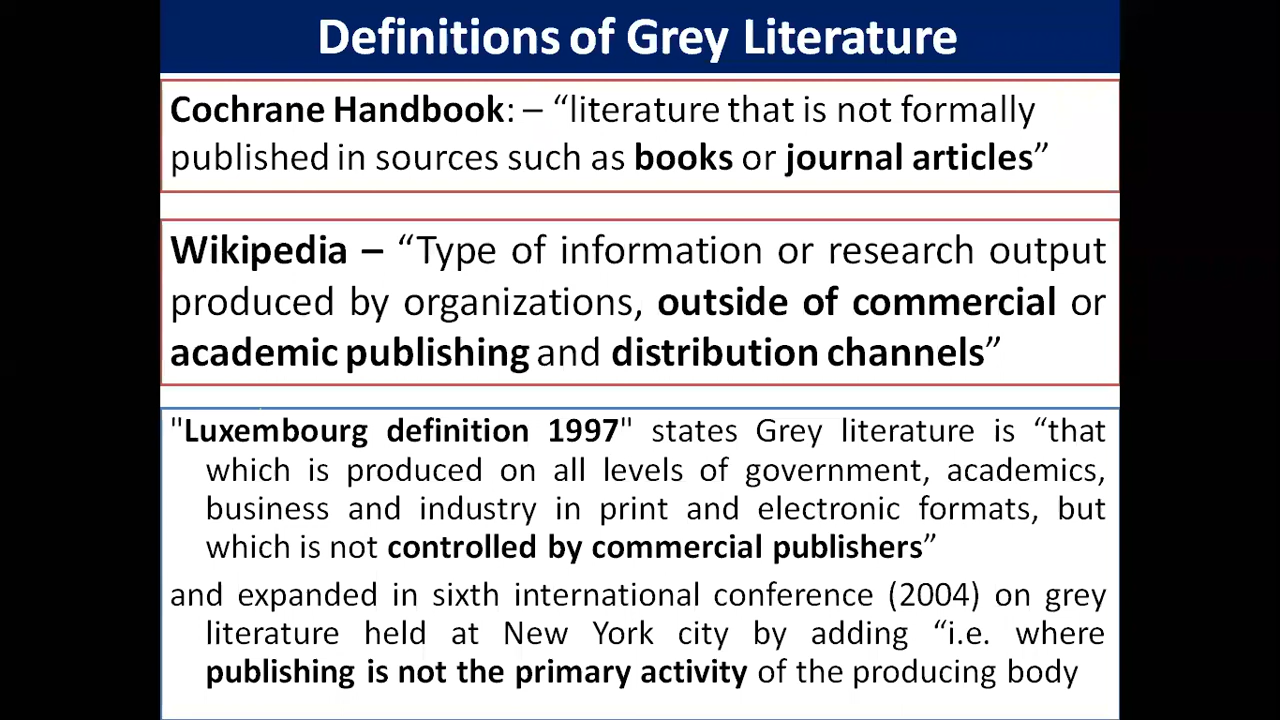 Definitions of Grey Literature
Cochrane Handbook: – “literature that is not formally
published in sources such as books or journal articles”
Wikipedia – “Type of information or research output
produced by organizations, outside of commercial or
academic publishing and distribution channels”
"Luxembourg definition 1997" states Grey literature is “that
which is produced on all levels of government, academics,
business and industry in print and electronic formats, but
which is not controlled by commercial publishers”
and expanded in sixth international conference (2004) on grey
literature held at New York city by adding “i.e. where
publishing is not the primary activity of the producing body